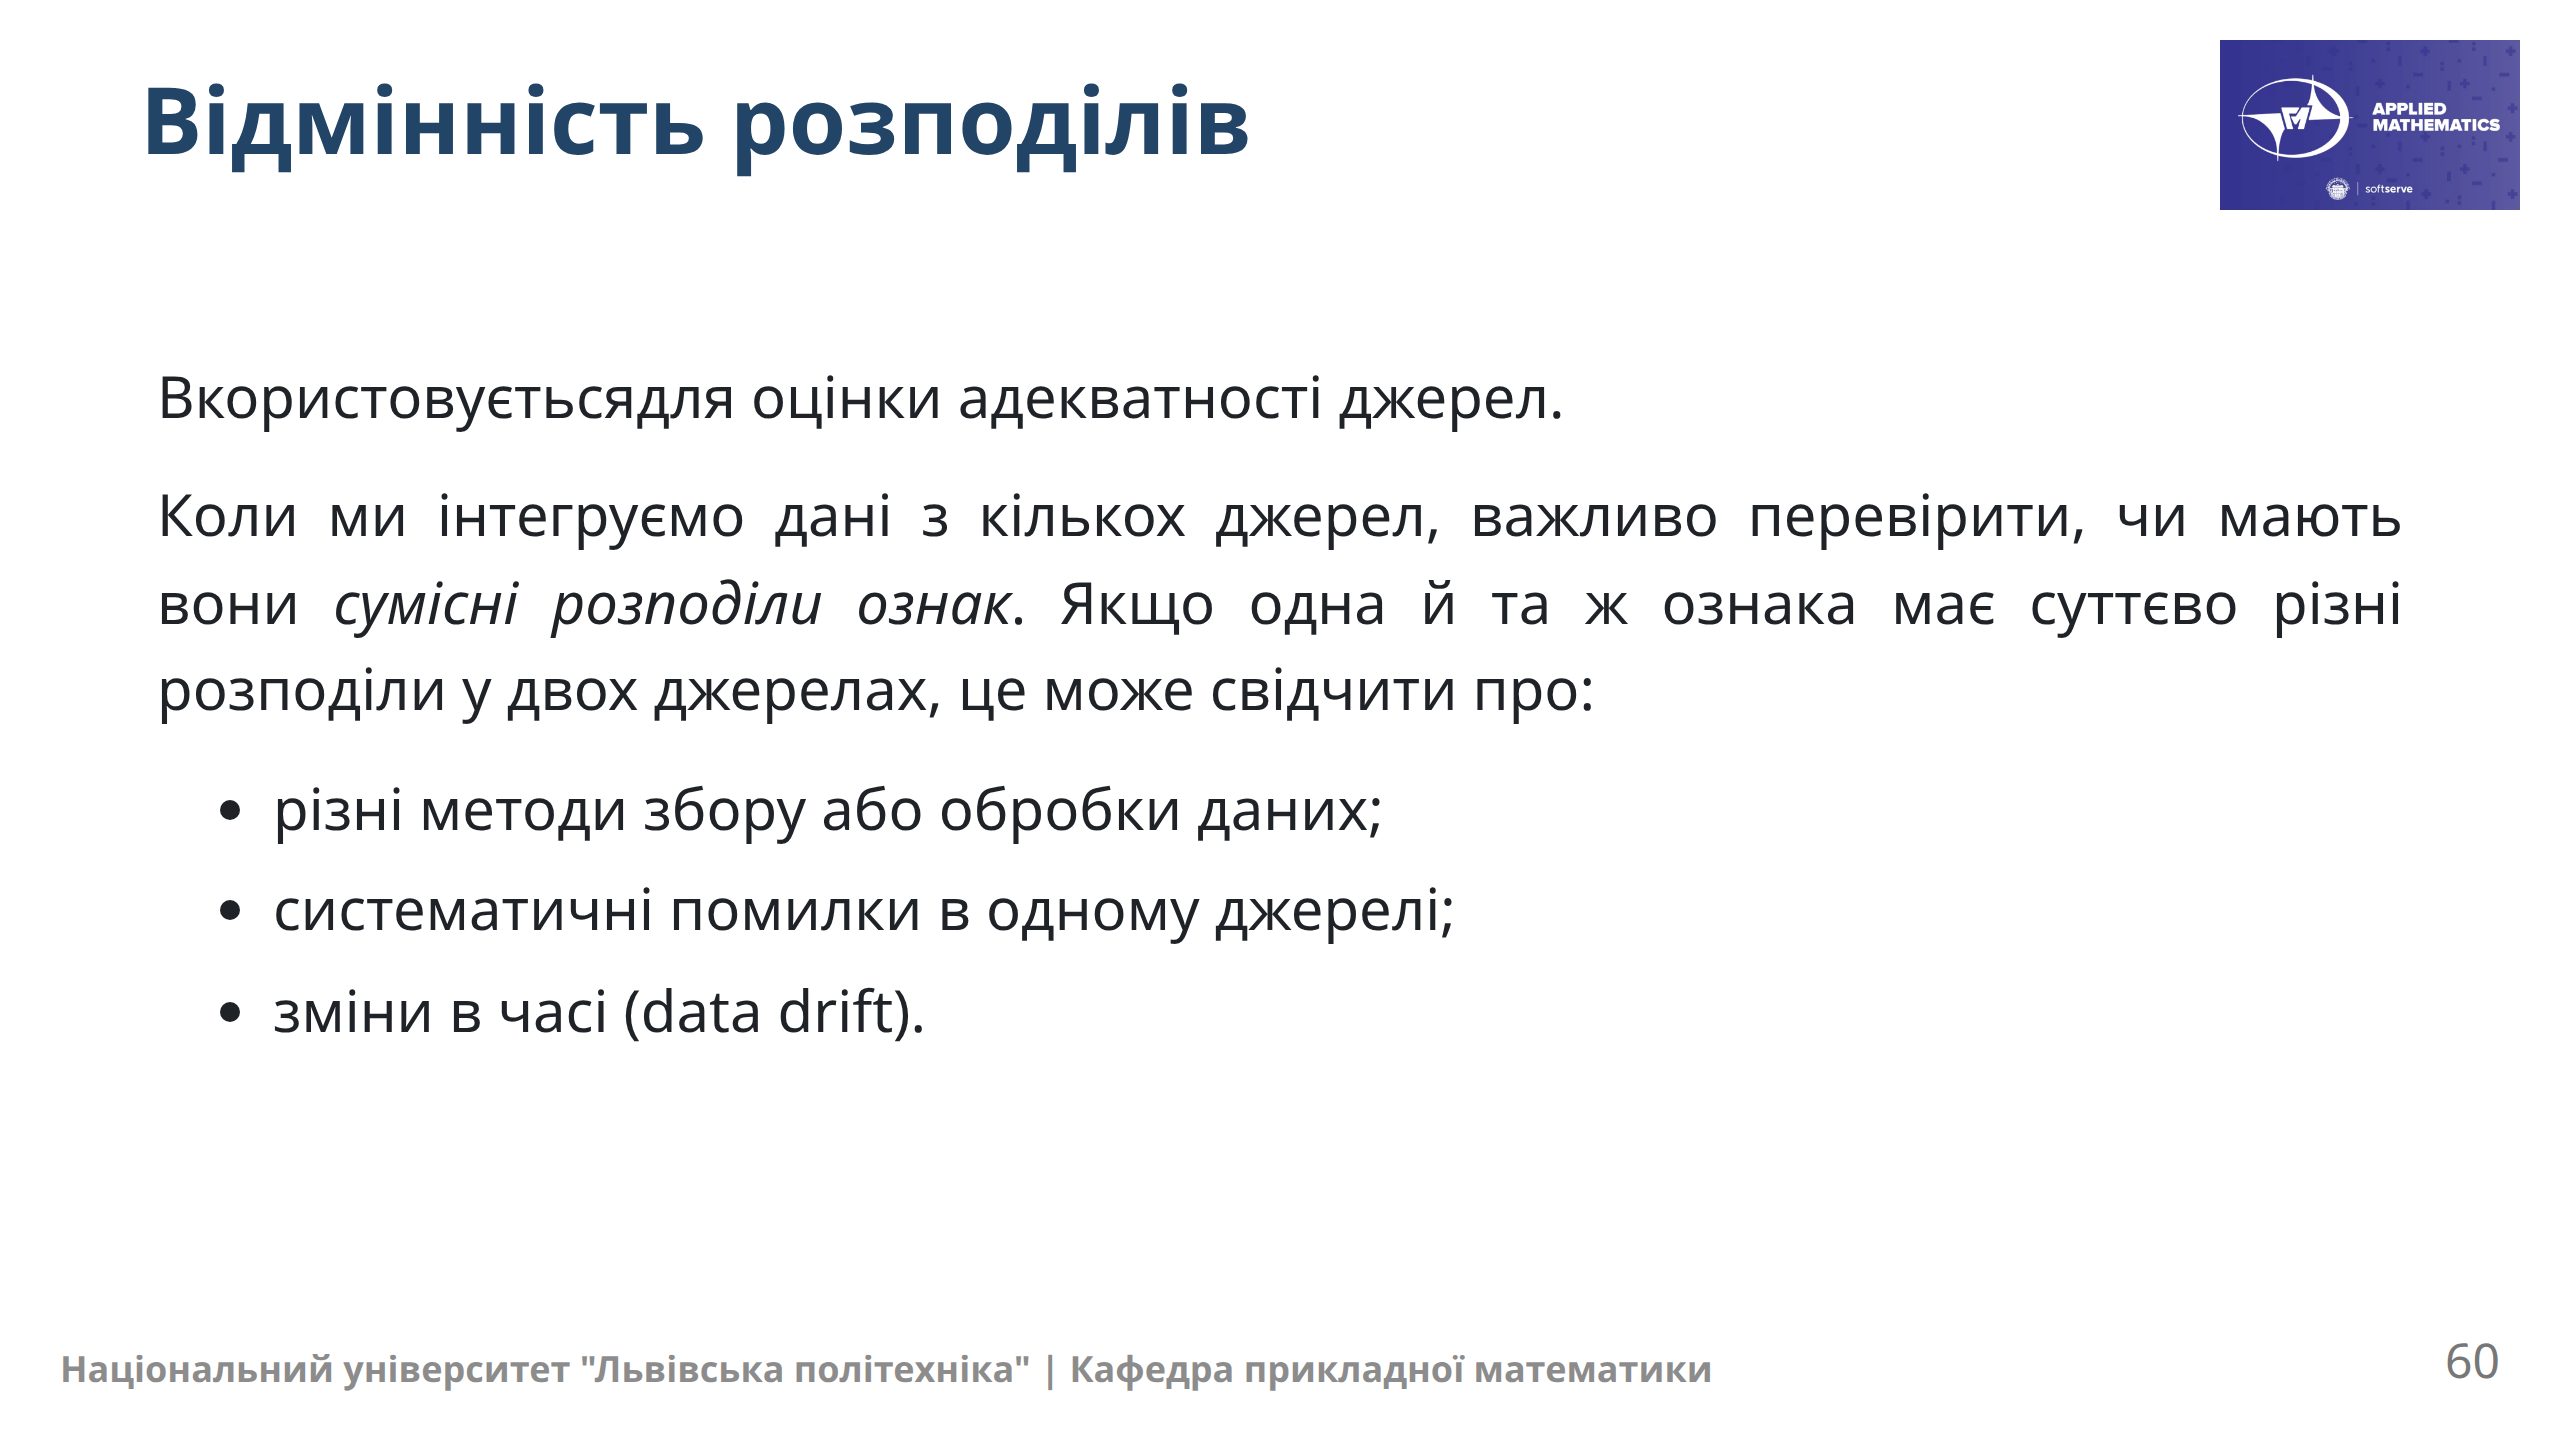 Відмінність розподілів
APPLIED
MATHEMATICS
softserve
Вкористовуєтьсядля оцінки адекватності джерел.
Коли ми інтегруємо дані з кількох джерел, важливо перевірити, чи мають
вони сумісні розподіли ознак. Якщо одна й та ж ознака має суттєво різні
розподіли у двох джерелах, це може свідчити про:
• різні методи збору або обробки даних;
• систематичні помилки в одному джерелі;
• зміни в часі (data drift).
Національний університет "Львівська політехніка" | Кафедра прикладної математики
60